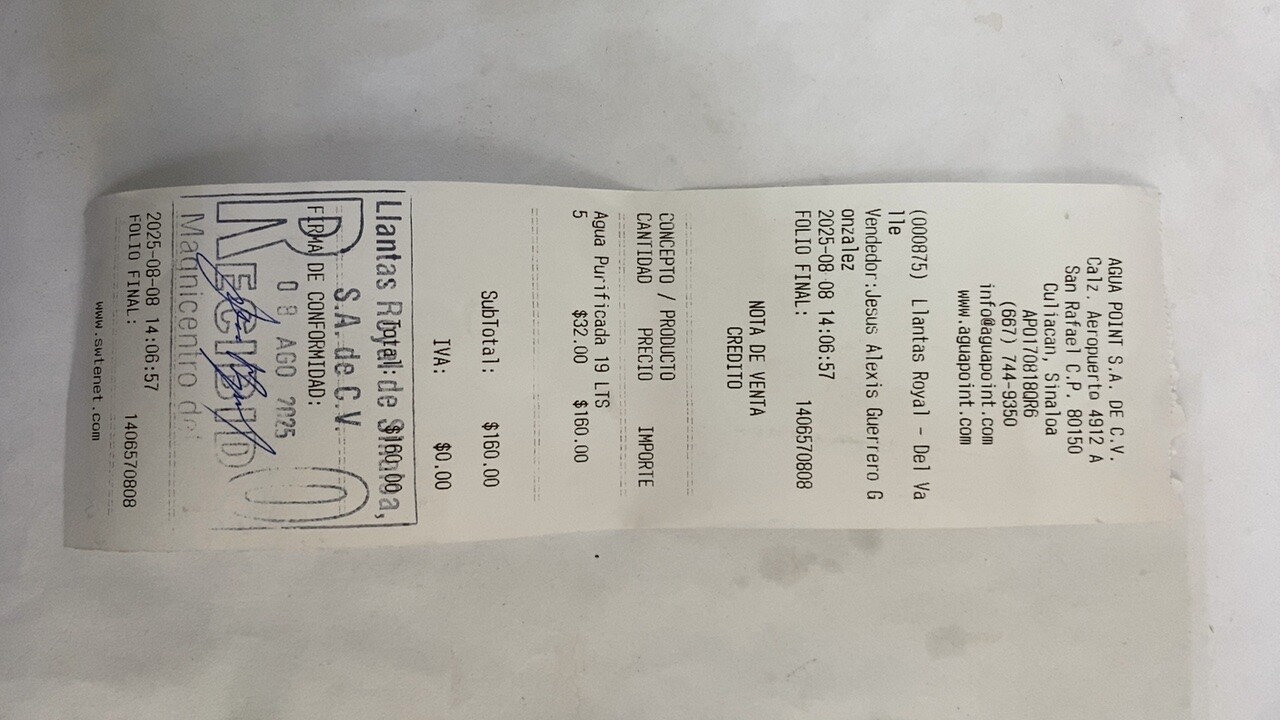 AGUA POINT S.A. DE C.V.
Calz. Aeropuerto 4912 A
San Rafael C.P. 80150
Culiacan, Sinaloa
APO170818QR6
(667) 744-9350
info@aguapoint.com
www.aguapoint.com
(000875) Llantas Royal - Del Va
lle
Vendedor:Jesus Alexis Guerrero G
onzalez
2025-08-08 14:06:57
FOLIO FINAL: 1406570808
NOTA DE VENTA
CREDITO
CONCEPTO / PRODUCTO
CANTIDAD PRECIO IMPORTE
Agua Purificada 19 LTS
5 $32.00 $160.00
SubTotal: $160.00
IVA: $0.00
Total: $160.00
Llantas Royal de Sinaloa,
S.A. de C.V.
FIRMA DE CONFORMIDAD:
08 AGO 2025
RECIBIDO
Magnicentro del
2025-08-08 14:06:57
FOLIO FINAL: 1406570808
www.swtenet.com